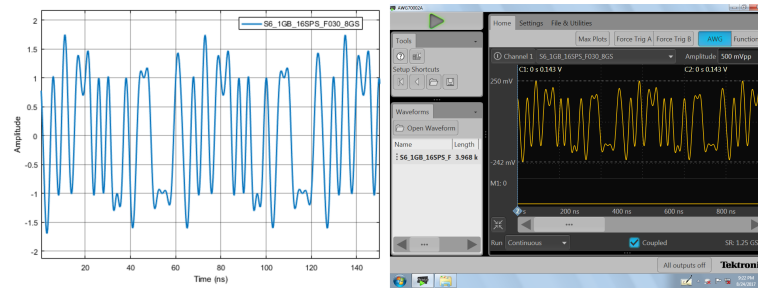 S6_1GB_16SPS_F030_8GS
2
1.5
1
0.5
0
-0.5
-1
-1.5
-2
Amplitude
20 40 60 80 100 120 140
Time (ns)
AWG70002A
Home Settings File & Utilities
Max Plots Force Trig A Force Trig B AWG Function
Tools
Setup Shortcuts
Channel 1 S6_1GB_16SPS_F030_8GS Amplitude 500 mVpp
C1: 0 s 0.143 V C2: 0 s 0.143 V
250 mV
-242 mV
M1: 0
Waveforms
Open Waveform
Name Length
S6_1GB_16SPS_F 3.968 k
200 ns 400 ns 600 ns 800 ns
Run Continuous Coupled SR: 1.25 GS
All outputs off Tektroni